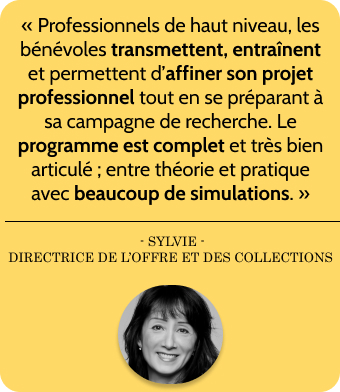 « Professionnels de haut niveau, les
bénévoles transmettent, entraînent
et permettent d’affiner son projet
professionnel tout en se préparant à
sa campagne de recherche. Le
programme est complet et très bien
articulé ; entre théorie et pratique
avec beaucoup de simulations. »
- SYLVIE -
DIRECTRICE DE L’OFFRE ET DES COLLECTIONS